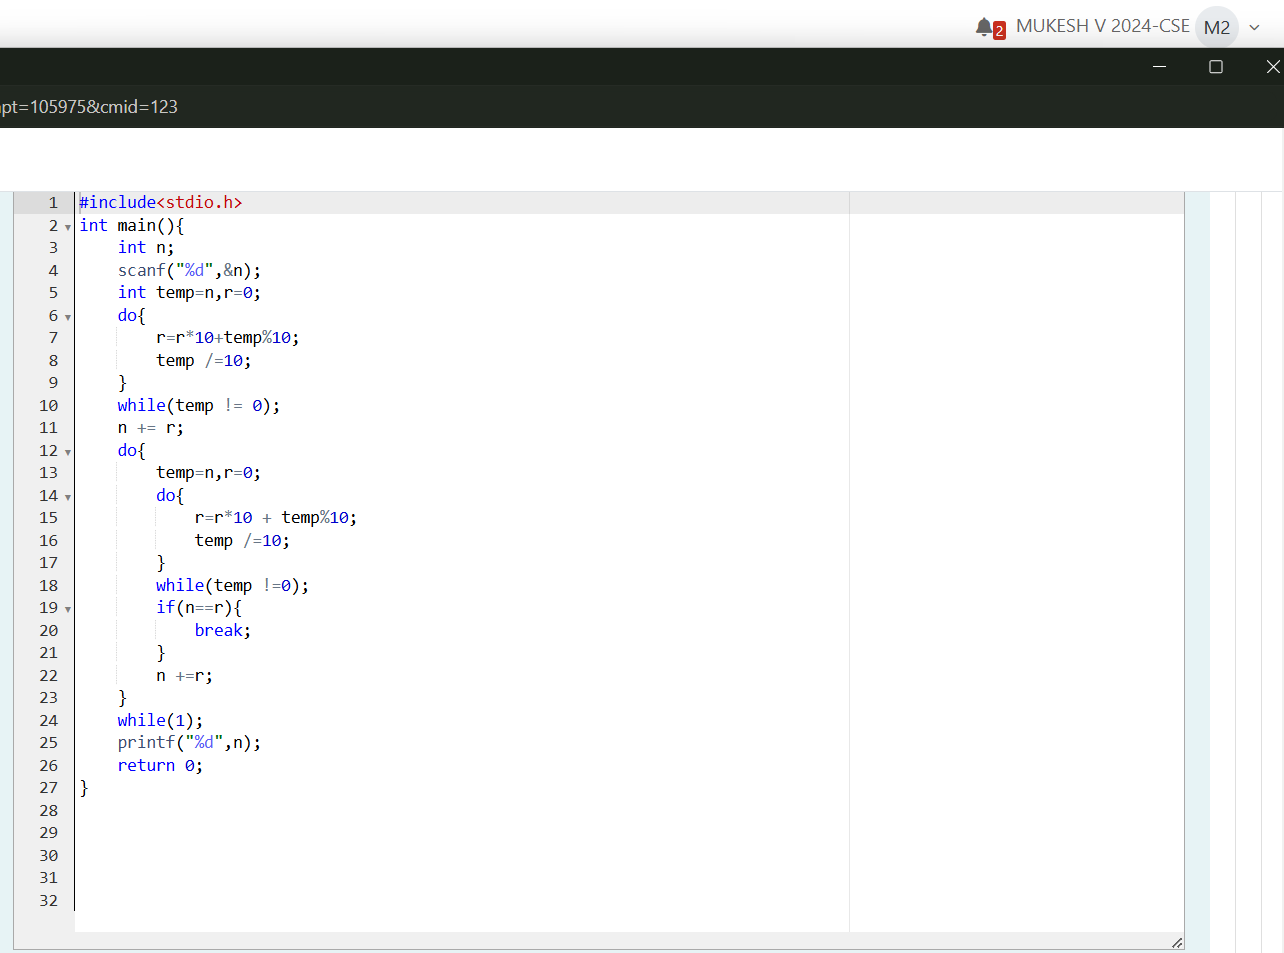 2 MUKESH V 2024-CSE M2
pt=105975&cmid=123
1 #include<stdio.h>
2 int main(){
3     int n;
4     scanf("%d",&n);
5     int temp=n,r=0;
6     do{
7         r=r*10+temp%10;
8         temp /=10;
9     }
10     while(temp != 0);
11     n += r;
12     do{
13         temp=n,r=0;
14         do{
15             r=r*10 + temp%10;
16             temp /=10;
17         }
18         while(temp !=0);
19         if(n==r){
20             break;
21         }
22         n +=r;
23     }
24     while(1);
25     printf("%d",n);
26     return 0;
27 }
28
29
30
31
32